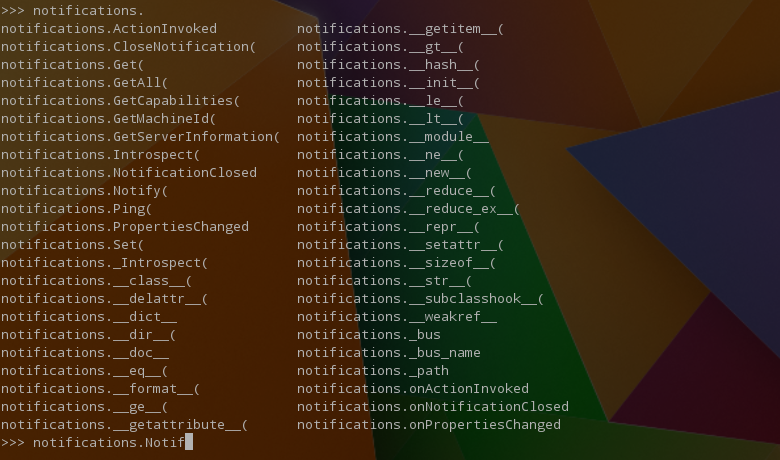 >>> notifications.
notifications.ActionInvoked          notifications.__getitem__(
notifications.CloseNotification(     notifications.__gt__(
notifications.Get(                   notifications.__hash__(
notifications.GetAll(                notifications.__init__(
notifications.GetCapabilities(       notifications.__le__(
notifications.GetMachineId(          notifications.__lt__(
notifications.GetServerInformation(  notifications.__module__
notifications.Introspect(            notifications.__ne__(
notifications.NotificationClosed     notifications.__new__(
notifications.Notify(                notifications.__reduce__(
notifications.Ping(                  notifications.__reduce_ex__(
notifications.PropertiesChanged      notifications.__repr__(
notifications.Set(                   notifications.__setattr__(
notifications._Introspect(           notifications.__sizeof__(
notifications.__class__(             notifications.__str__(
notifications.__delattr__(           notifications.__subclasshook__(
notifications.__dict__               notifications.__weakref__
notifications.__dir__(               notifications._bus
notifications.__doc__                notifications._bus_name
notifications.__eq__(                notifications._path
notifications.__format__(            notifications.onActionInvoked
notifications.__ge__(                notifications.onNotificationClosed
notifications.__getattribute__(      notifications.onPropertiesChanged
>>> notifications.Notif